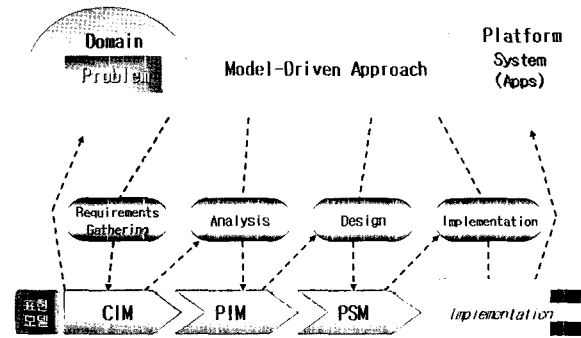 Domain
Problem
Model-Driven Approach
Platform
System
(Apps)
Requirements
Gathering
Analysis
Design
Implementation
표현
모델
CIM
PIM
PSM
Implementation